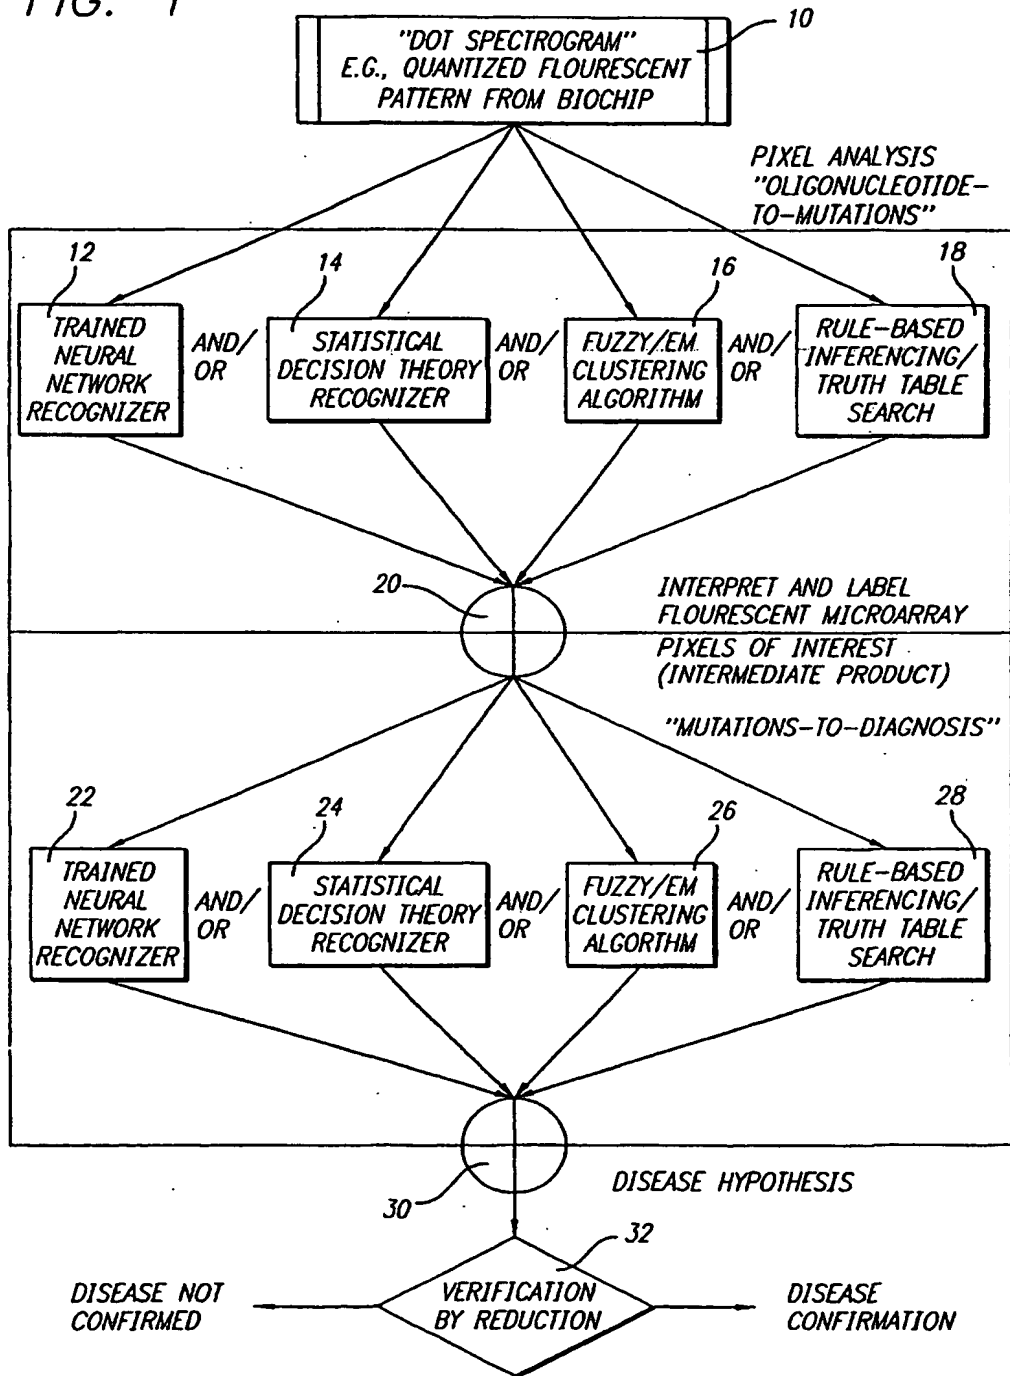 FIG. 1
10
"DOT SPECTROGRAM"
E.G., QUANTIZED FLOURESCENT
PATTERN FROM BIOCHIP
PIXEL ANALYSIS
"OLIGONUCLEOTIDE-
TO-MUTATIONS"
12
14
16
18
TRAINED
NEURAL
NETWORK
RECOGNIZER
AND/
OR
STATISTICAL
DECISION THEORY
RECOGNIZER
AND/
OR
FUZZY/EM
CLUSTERING
ALGORITHM
AND/
OR
RULE-BASED
INFERENCING/
TRUTH TABLE
SEARCH
20
INTERPRET AND LABEL
FLOURESCENT MICROARRAY
PIXELS OF INTEREST
(INTERMEDIATE PRODUCT)
"MUTATIONS-TO-DIAGNOSIS"
22
24
26
28
TRAINED
NEURAL
NETWORK
RECOGNIZER
AND/
OR
STATISTICAL
DECISION THEORY
RECOGNIZER
AND/
OR
FUZZY/EM
CLUSTERING
ALGORTHM
AND/
OR
RULE-BASED
INFERENCING/
TRUTH TABLE
SEARCH
30
DISEASE HYPOTHESIS
32
DISEASE NOT
CONFIRMED
VERIFICATION
BY REDUCTION
DISEASE
CONFIRMATION